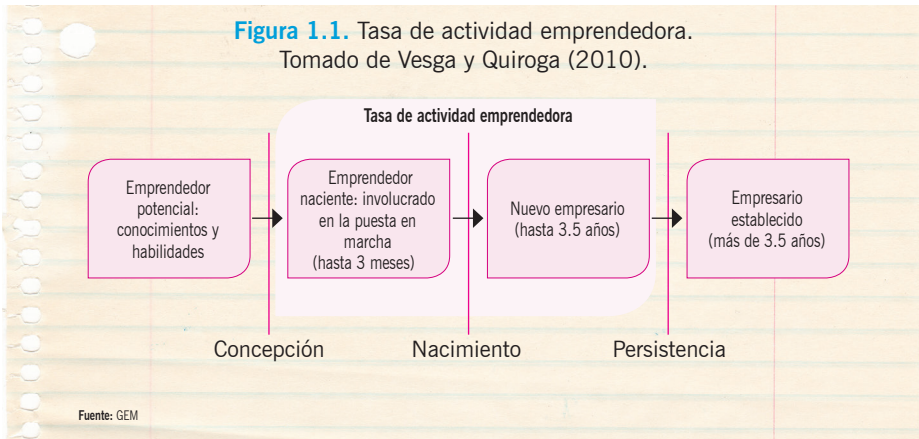 Figura 1.1. Tasa de actividad emprendedora.
Tomado de Vesga y Quiroga (2010).
Tasa de actividad emprendedora
Emprendedor
potencial:
conocimientos y
habilidades
Emprendedor
naciente: involucrado
en la puesta en
marcha
(hasta 3 meses)
Nuevo empresario
(hasta 3.5 años)
Empresario
establecido
(más de 3.5 años)
Concepción
Nacimiento
Persistencia
Fuente: GEM